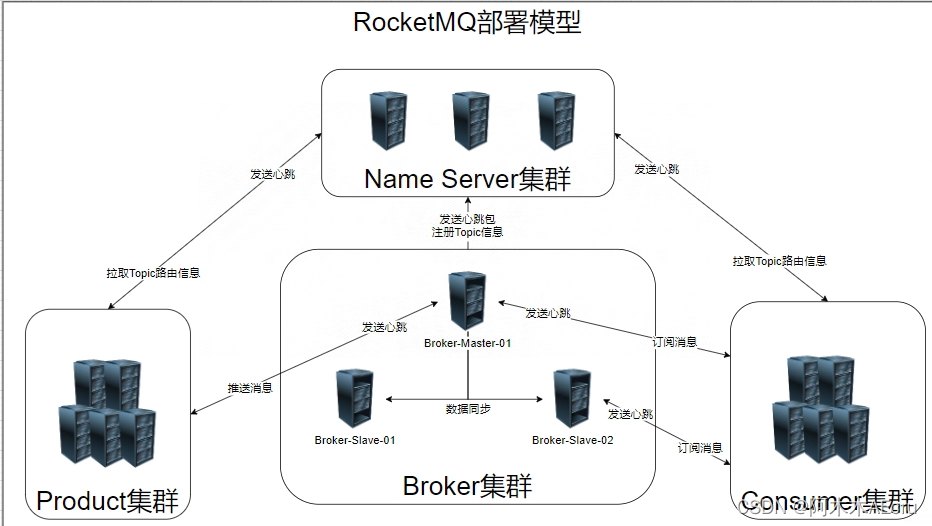 RocketMQ部署模型
Name Server集群
发送心跳
发送心跳
发送心跳包
注册Topic信息
拉取Topic路由信息
拉取Topic路由信息
发送心跳
发送心跳
Broker-Master-01
订阅消息
推送消息
数据同步
发送心跳
Broker-Slave-01
Broker-Slave-02
订阅消息
Broker集群
Product集群
Consumer集群